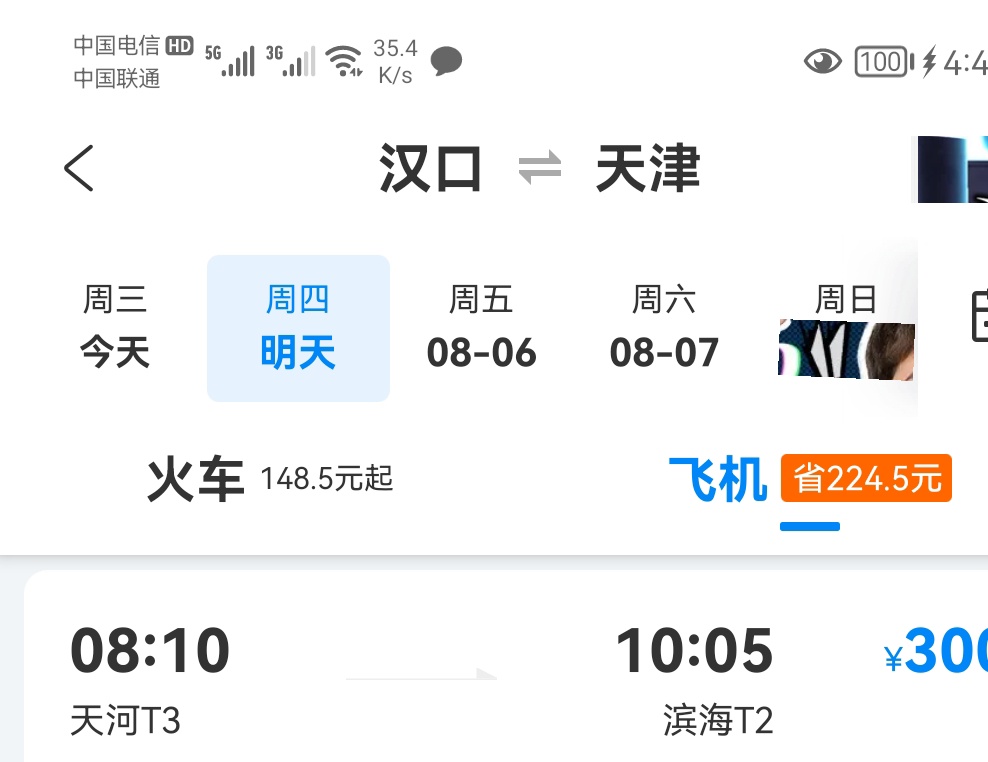 中国电信 HD 5G 3G 35.4 K/s 100
中国联通
汉口 天津
周三 周四 周五 周六 周日
今天 明天 08-06 08-07
火车 148.5元起 飞机 省224.5元
08:10 10:05 ¥300
天河T3 滨海T2